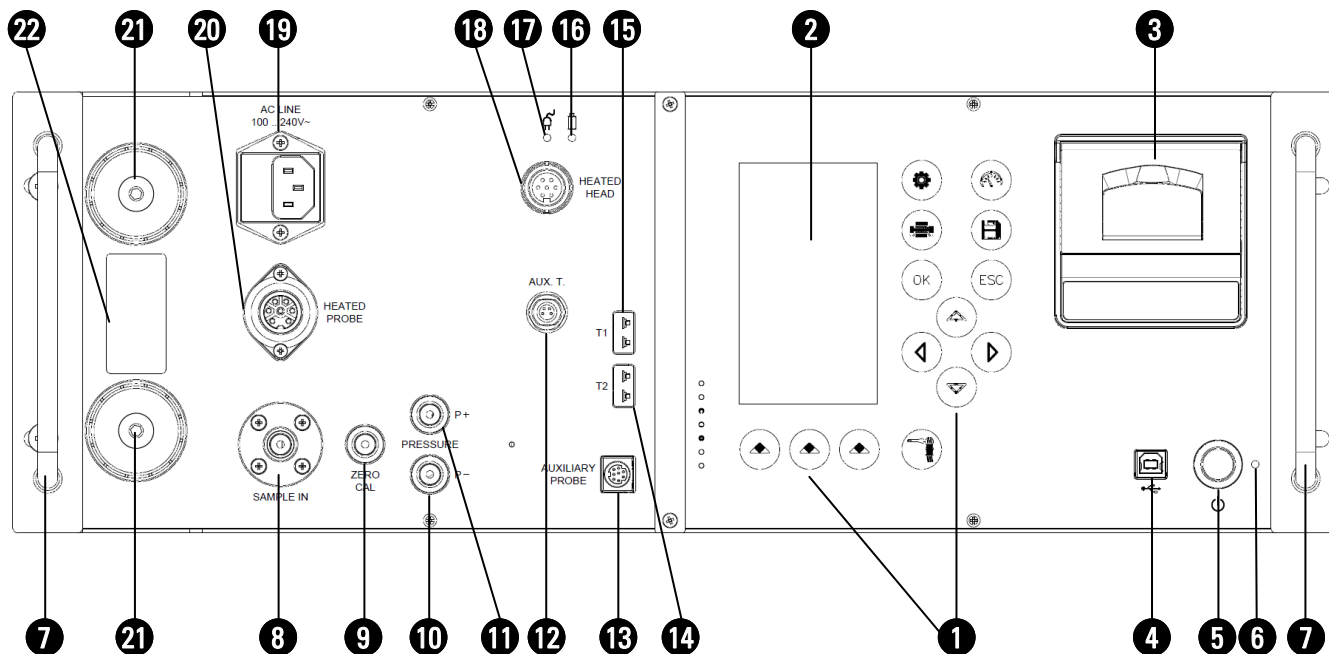 22 21 20 19 18 17 16 15 2 3
AC LINE
100 ...240V~
HEATED
HEAD
AUX. T.
HEATED
PROBE
T1
T2
OK ESC
P+
PRESSURE
P-
ZERO
CAL
SAMPLE IN
AUXILIARY
PROBE
7 21 8 9 10 11 12 13 14 1 4 5 6 7